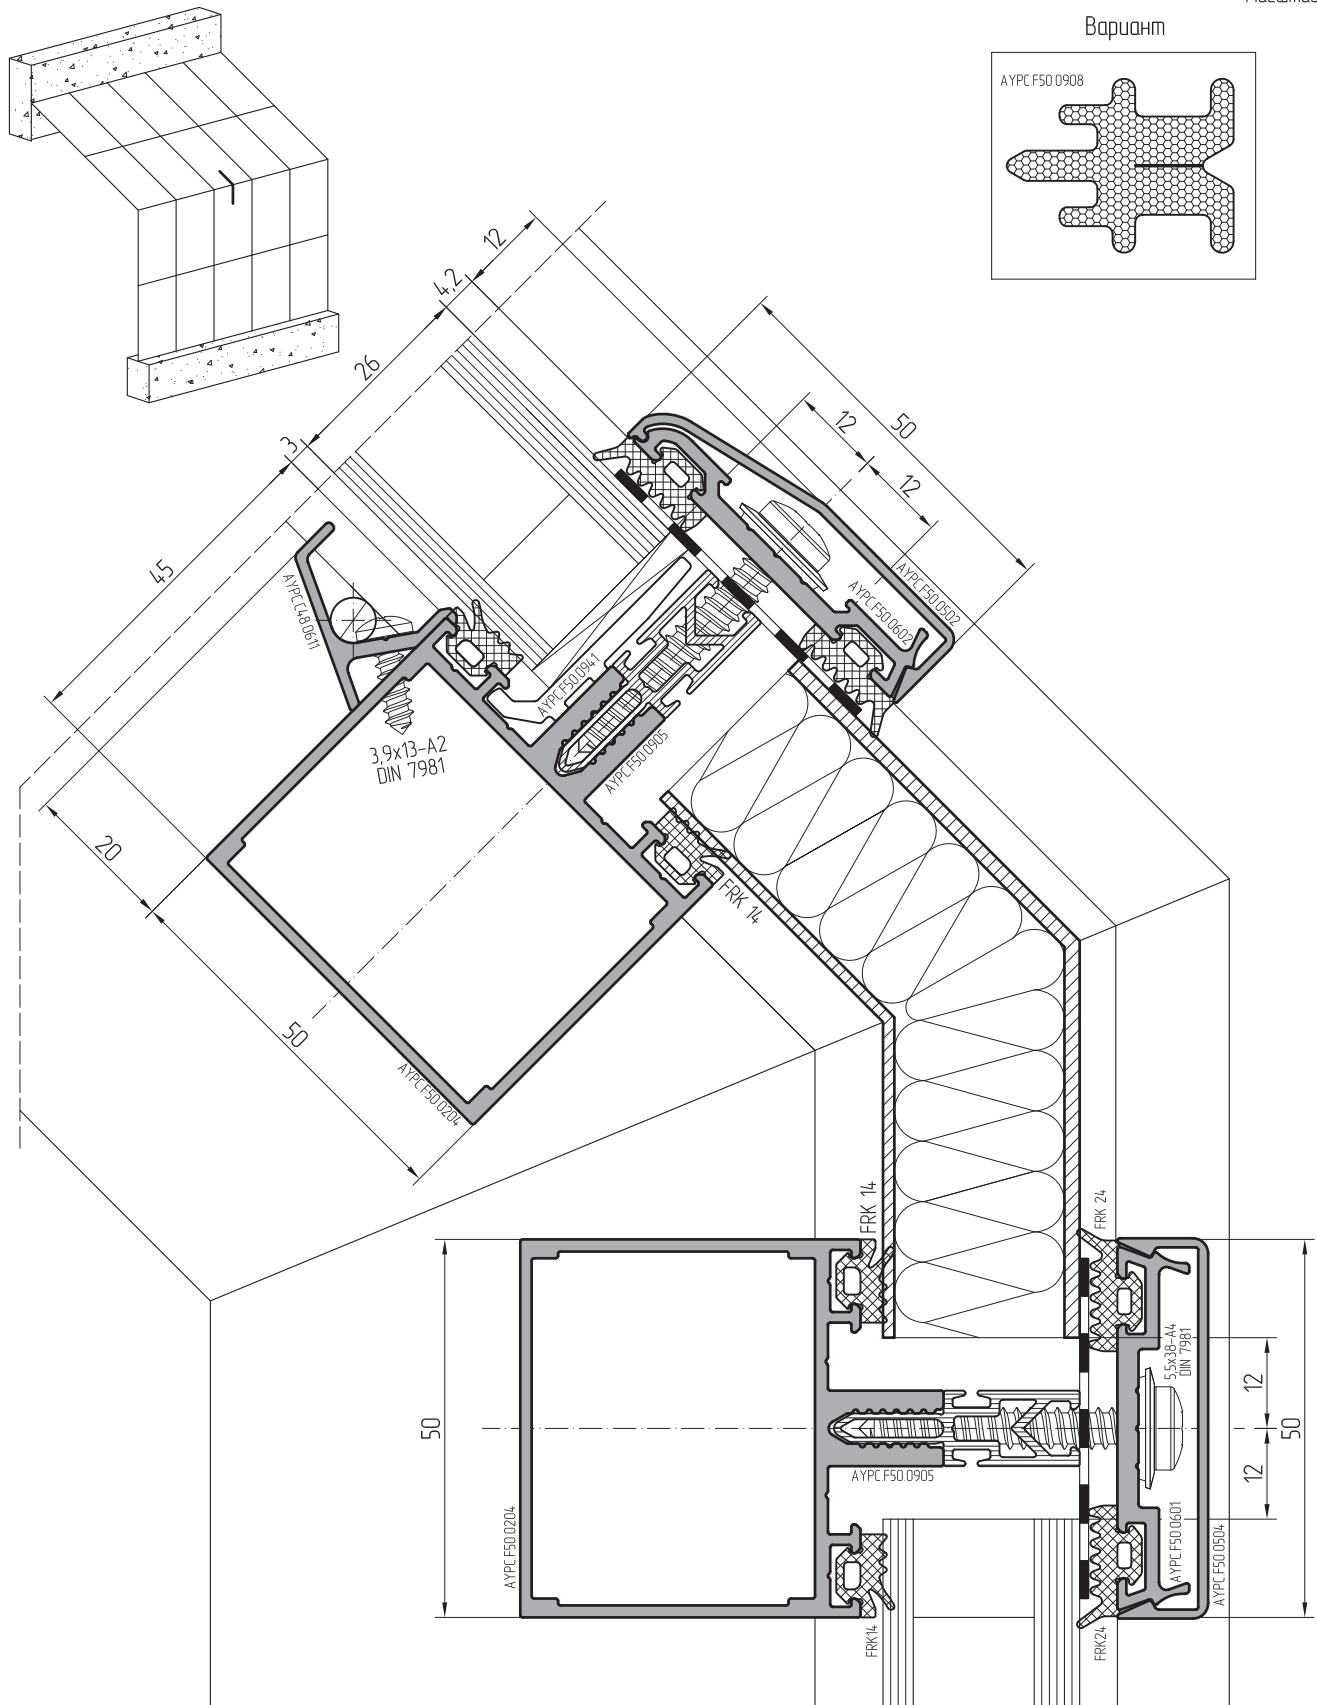 Вариант
AYPC.F50.0908
12
4,2
26
3
45
50
12
12
AYPC.C48.0611
AYPC.F50.0502
AYPC.F50.0602
AYPC.F50.0941
3,9x13-A2
DIN 7981
AYPC.F50.0905
20
FRK 14
50
AYPC.F50.0204
FRK 14
FRK 24
5,5x38-A4
DIN 7981
12
50
50
12
AYPC.F50.0905
AYPC.F50.0204
AYPC.F50.0601
AYPC.F50.0504
FRK14
FRK24